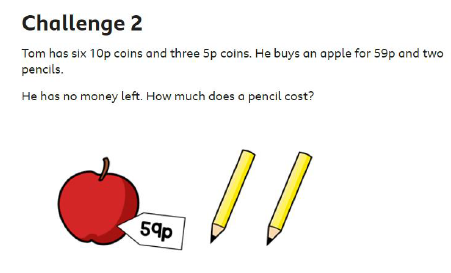 Challenge 2
Tom has six 10p coins and three 5p coins. He buys an apple for 59p and two
pencils.
He has no money left. How much does a pencil cost?
59p